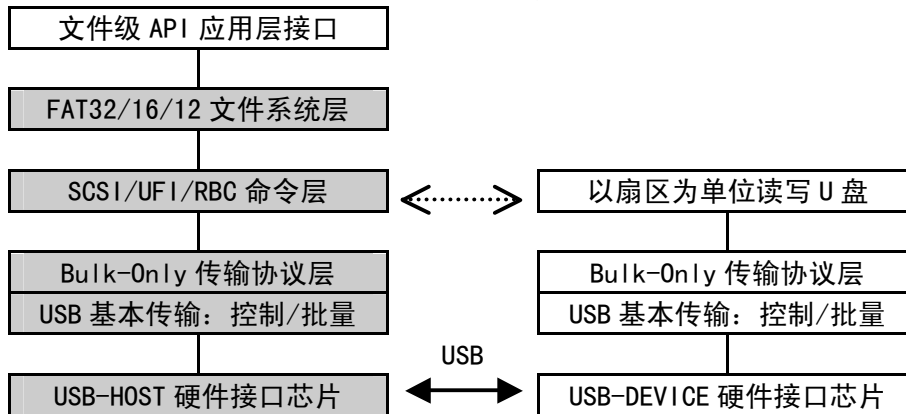 文件级 API 应用层接口
FAT32/16/12 文件系统层
SCSI/UFI/RBC 命令层
以扇区为单位读写 U 盘
Bulk-Only 传输协议层
Bulk-Only 传输协议层
USB 基本传输：控制/批量
USB 基本传输：控制/批量
USB
USB-HOST 硬件接口芯片
USB-DEVICE 硬件接口芯片